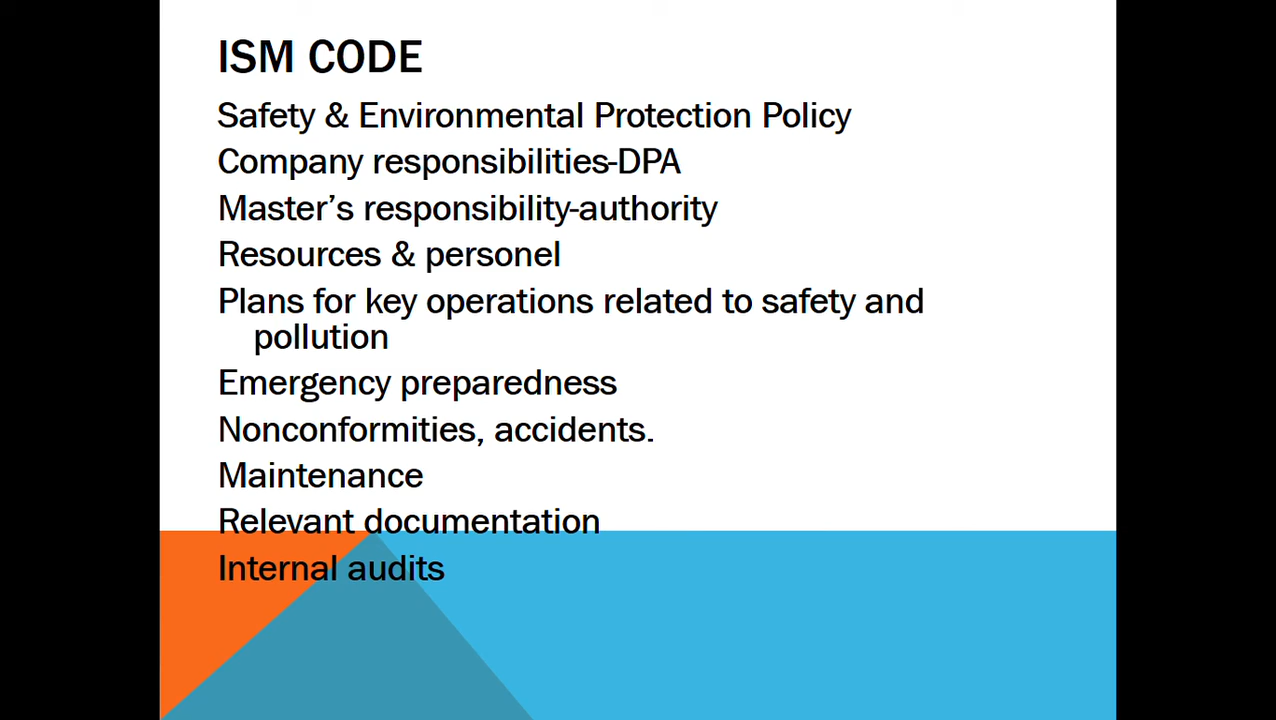 ISM CODE
Safety & Environmental Protection Policy
Company responsibilities-DPA
Master’s responsibility-authority
Resources & personel
Plans for key operations related to safety and
pollution
Emergency preparedness
Nonconformities, accidents.
Maintenance
Relevant documentation
Internal audits